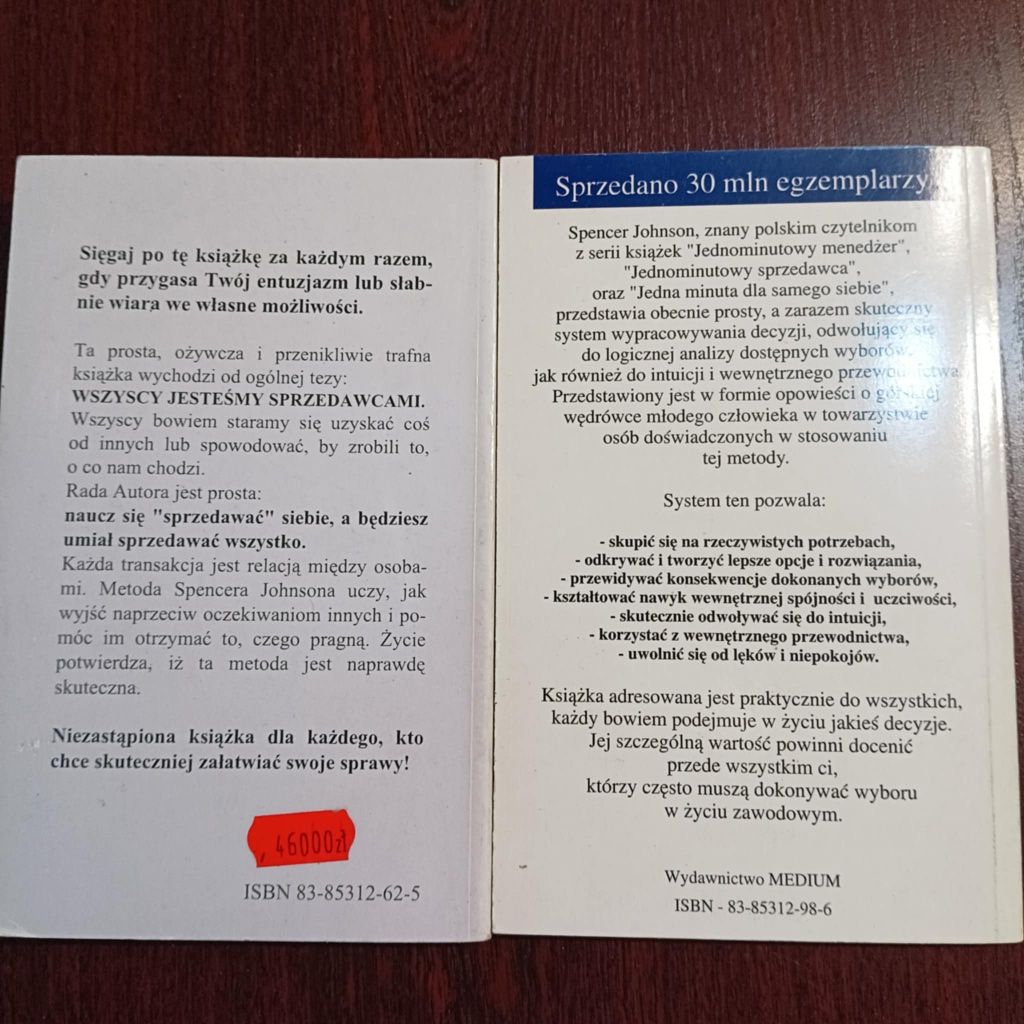 Sięgaj po tę książkę za każdym razem,
gdy przygasa Twój entuzjazm lub słab-
nie wiara we własne możliwości.
Ta prosta, ożywcza i przenikliwie trafna
książka wychodzi od ogólnej tezy:
WSZYSCY JESTEŚMY SPRZEDAWCAMI.
Wszyscy bowiem staramy się uzyskać coś
od innych lub spowodować, by zrobili to,
o co nam chodzi.
Rada Autora jest prosta:
naucz się "sprzedawać" siebie, a będziesz
umiał sprzedawać wszystko.
Każda transakcja jest relacją między osoba-
mi. Metoda Spencera Johnsona uczy, jak
wyjść naprzeciw oczekiwaniom innych i po-
móc im otrzymać to, czego pragną. Życie
potwierdza, iż ta metoda jest naprawdę
skuteczna.
Niezastąpiona książka dla każdego, kto
chce skuteczniej załatwiać swoje sprawy!
46000zł
ISBN 83-85312-62-5
Sprzedano 30 mln egzemplarzy
Spencer Johnson, znany polskim czytelnikom
z serii książek "Jednominutowy menedżer",
"Jednominutowy sprzedawca",
oraz "Jedna minuta dla samego siebie",
przedstawia obecnie prosty, a zarazem skuteczny
system wypracowywania decyzji, odwołujący się
do logicznej analizy dostępnych wyborów,
jak również do intuicji i wewnętrznego przewodnictwa.
Przedstawiony jest w formie opowieści o górskiej
wędrówce młodego człowieka w towarzystwie
osób doświadczonych w stosowaniu
tej metody.
System ten pozwala:
- skupić się na rzeczywistych potrzebach,
- odkrywać i tworzyć lepsze opcje i rozwiązania,
- przewidywać konsekwencje dokonanych wyborów,
- kształtować nawyk wewnętrznej spójności i uczciwości,
- skutecznie odwoływać się do intuicji,
- korzystać z wewnętrznego przewodnictwa,
- uwolnić się od lęków i niepokojów.
Książka adresowana jest praktycznie do wszystkich,
każdy bowiem podejmuje w życiu jakieś decyzje.
Jej szczególną wartość powinni docenić
przede wszystkim ci,
którzy często muszą dokonywać wyboru
w życiu zawodowym.
Wydawnictwo MEDIUM
ISBN - 83-85312-98-6